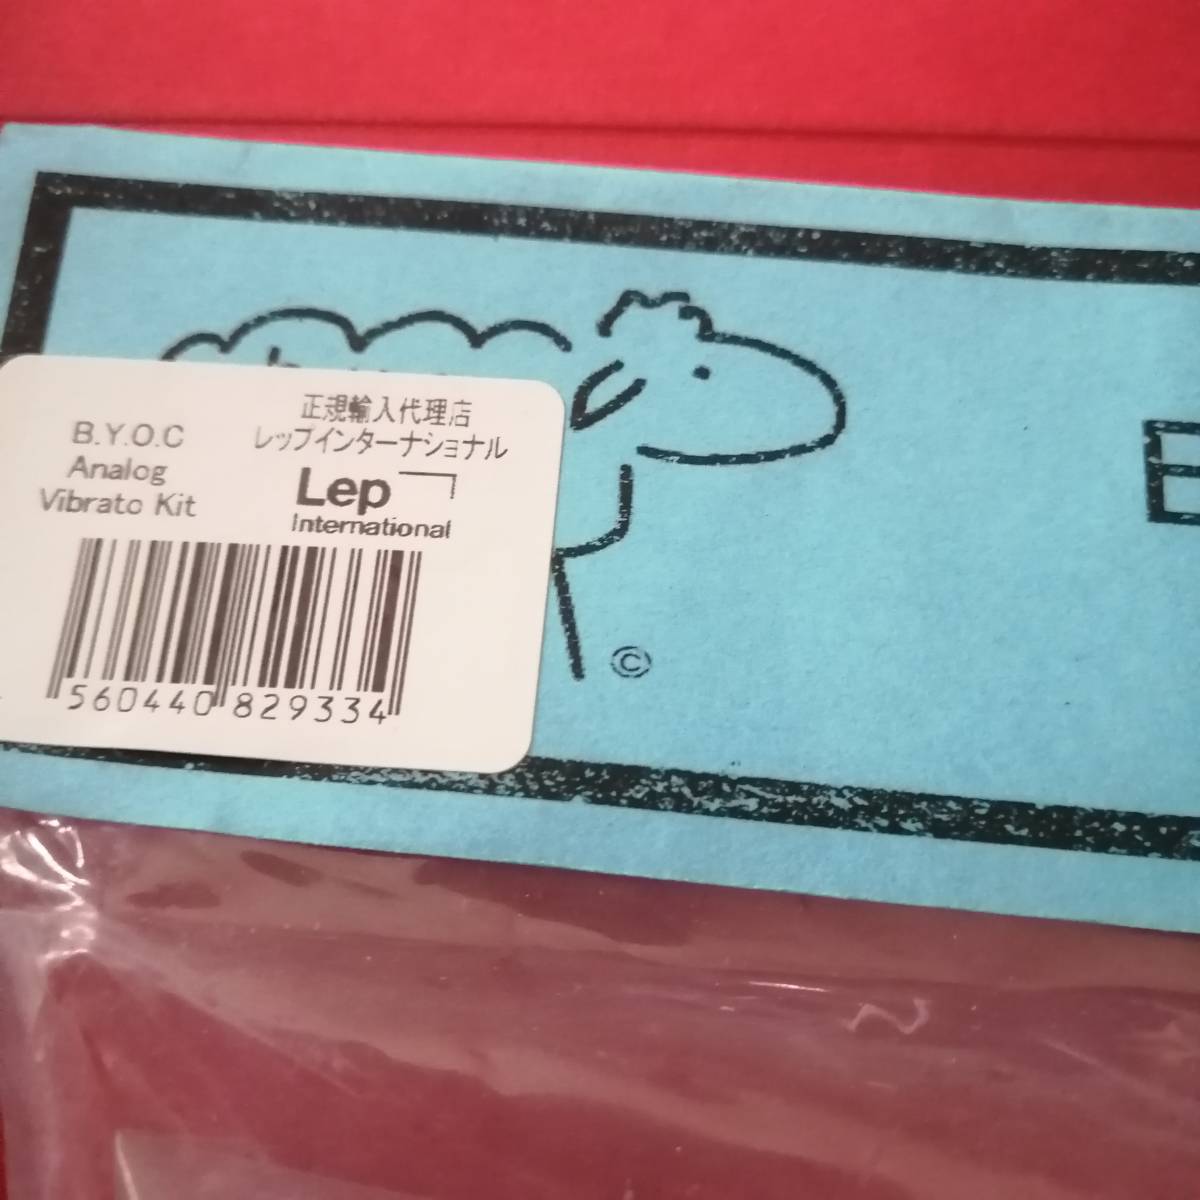 B.Y.O.C
Analog
Vibrato Kit
正規輸入代理店
レップインターナショナル
Lep
International
560440 829334
©